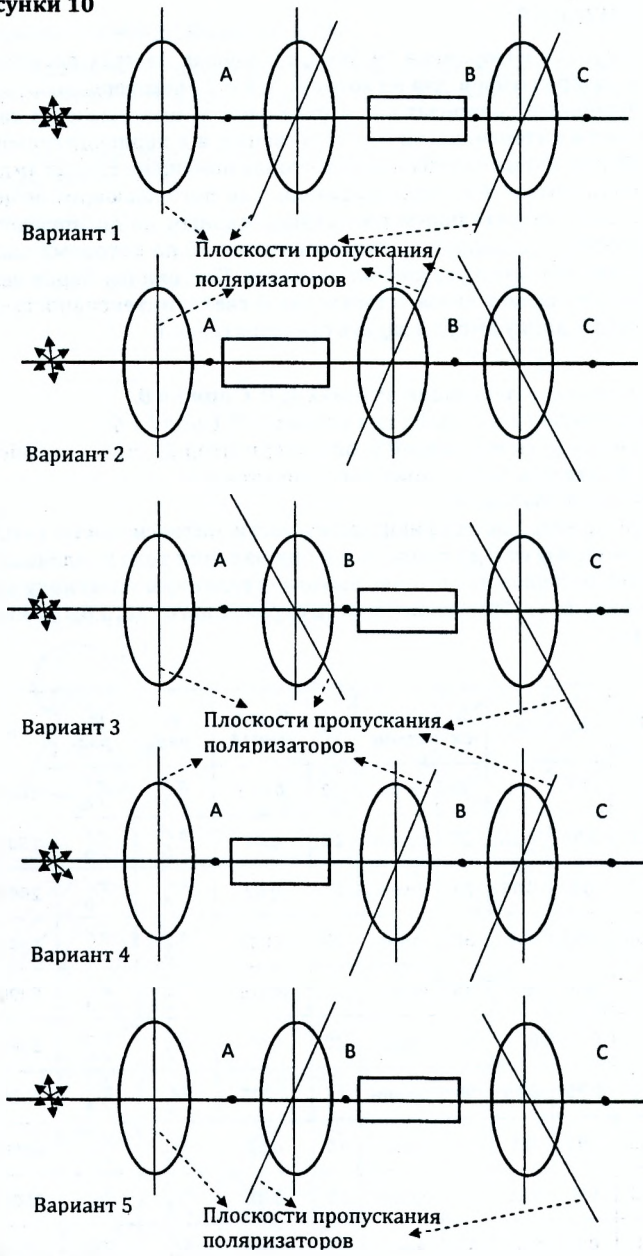 сунки 10
A B C
Вариант 1
Плоскости пропускания
поляризаторов
A B C
Вариант 2
A B C
Вариант 3
Плоскости пропускания
поляризаторов
A B C
Вариант 4
A B C
Вариант 5
Плоскости пропускания
поляризаторов